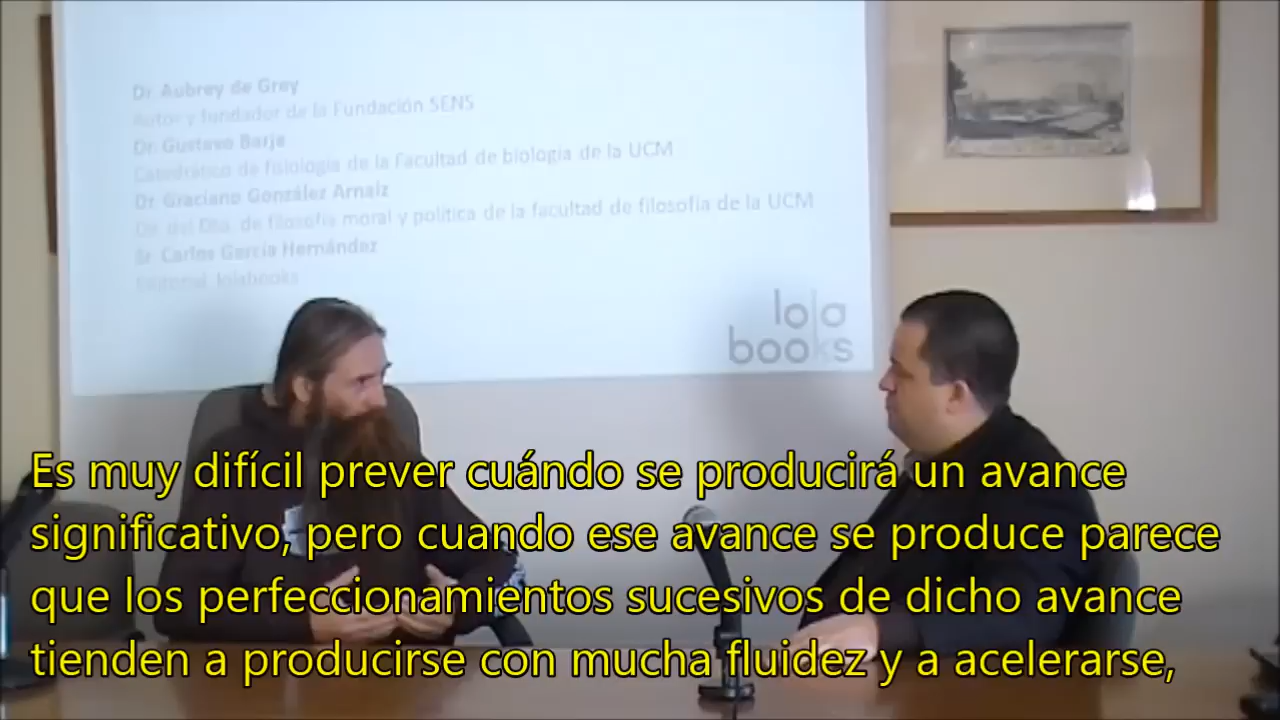 Dr. Aubrey de Grey
Autor y fundador de la Fundación SENS
Dr. Gustavo Barja
Catedrático de fisiología de la Facultad de biología de la UCM
Dr. Graciano González Arnaiz
Dir. del Dto. de filosofía moral y política de la facultad de filosofía de la UCM
Sr. Carlos García Hernández
Editorial lolabooks
lola
books
Es muy difícil prever cuándo se producirá un avance
significativo, pero cuando ese avance se produce parece
que los perfeccionamientos sucesivos de dicho avance
tienden a producirse con mucha fluidez y a acelerarse,